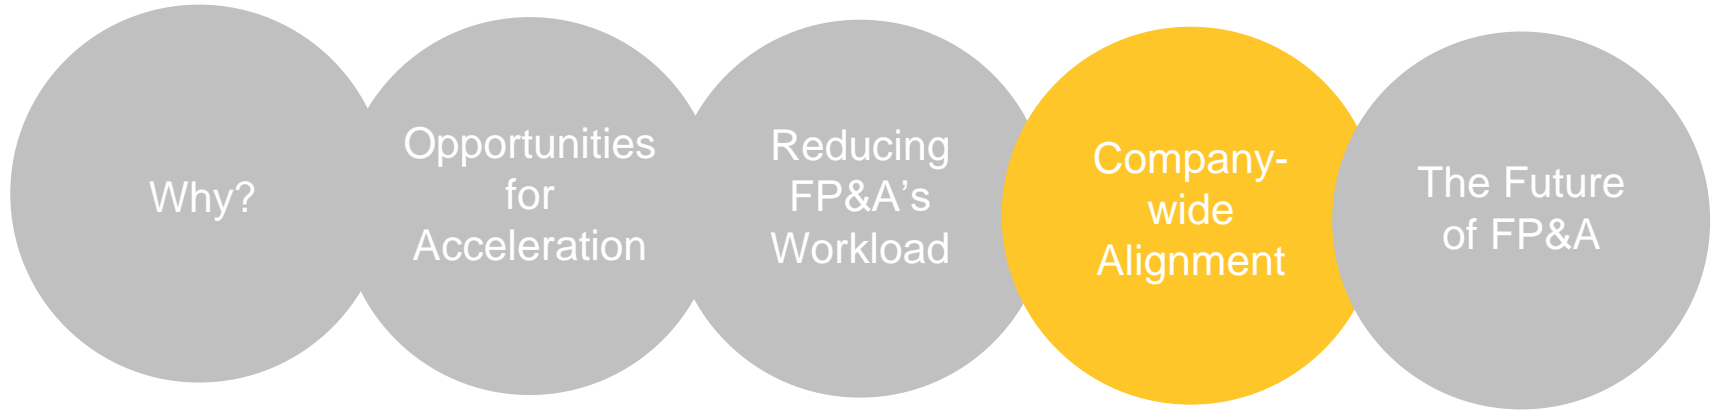 Why?
Opportunities
for
Acceleration
Reducing
FP&A’s
Workload
Company-
wide
Alignment
The Future
of FP&A